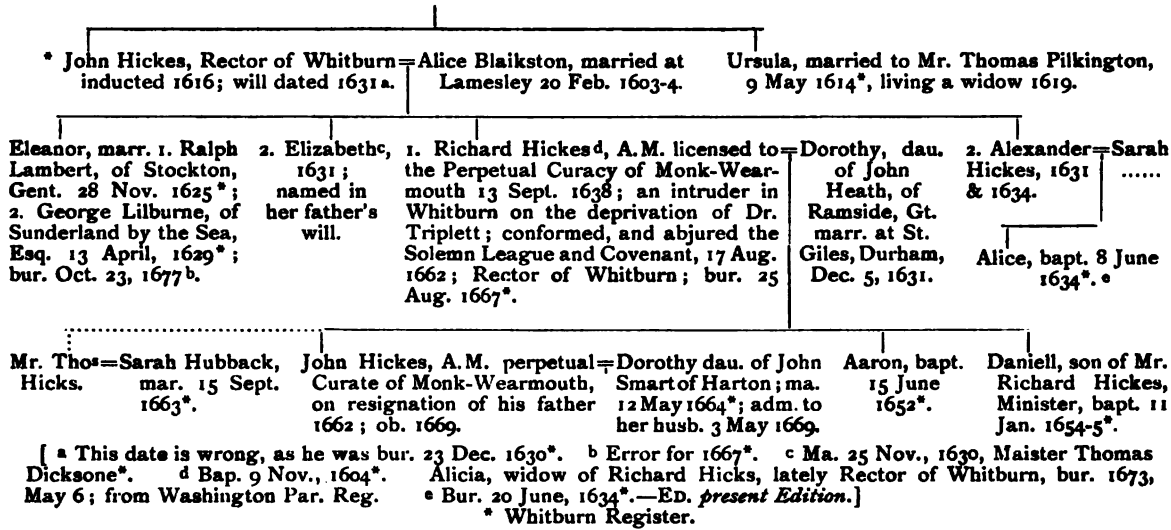 * John Hickes, Rector of Whitburn=Alice Blaikston, married at
inducted 1616; will dated 1631 a. Lamesley 20 Feb. 1603-4.
Ursula, married to Mr. Thomas Pilkington,
9 May 1614*, living a widow 1619.
Eleanor, marr. 1. Ralph
Lambert, of Stockton,
Gent. 28 Nov. 1625*;
2. George Lilburne, of
Sunderland by the Sea,
Esq. 13 April, 1629*;
bur. Oct. 23, 1677 b.
2. Elizabeth c,
1631;
named in
her father's
will.
1. Richard Hickes d, A.M. licensed to=
the Perpetual Curacy of Monk-Wear-
mouth 13 Sept. 1638; an intruder in
Whitburn on the deprivation of Dr.
Triplett; conformed, and abjured the
Solemn League and Covenant, 17 Aug.
1662; Rector of Whitburn; bur. 25
Aug. 1667*.
Dorothy, dau.
of John
Heath, of
Ramside, Gt.
marr. at St.
Giles, Durham,
Dec. 5, 1631.
2. Alexander=Sarah
Hickes, 1631 ......
& 1634.
Alice, bapt. 8 June
1634*. e
Mr. Thos=Sarah Hubback,
Hicks. mar. 15 Sept.
1663*.
John Hickes, A.M. perpetual=
Curate of Monk-Wearmouth,
on resignation of his father
1662; ob. 1669.
Dorothy dau. of John
Smart of Harton; ma.
12 May 1664*; adm. to
her husb. 3 May 1669.
Aaron, bapt.
15 June
1652*.
Daniell, son of Mr.
Richard Hickes,
Minister, bapt. 11
Jan. 1654-5*.
[ a This date is wrong, as he was bur. 23 Dec. 1630*. b Error for 1667*. c Ma. 25 Nov., 1630, Maister Thomas
Dicksone*. d Bap. 9 Nov., 1604*. Alicia, widow of Richard Hicks, lately Rector of Whitburn, bur. 1673,
May 6; from Washington Par. Reg. e Bur. 20 June, 1634*.—ED. present Edition.]
* Whitburn Register.